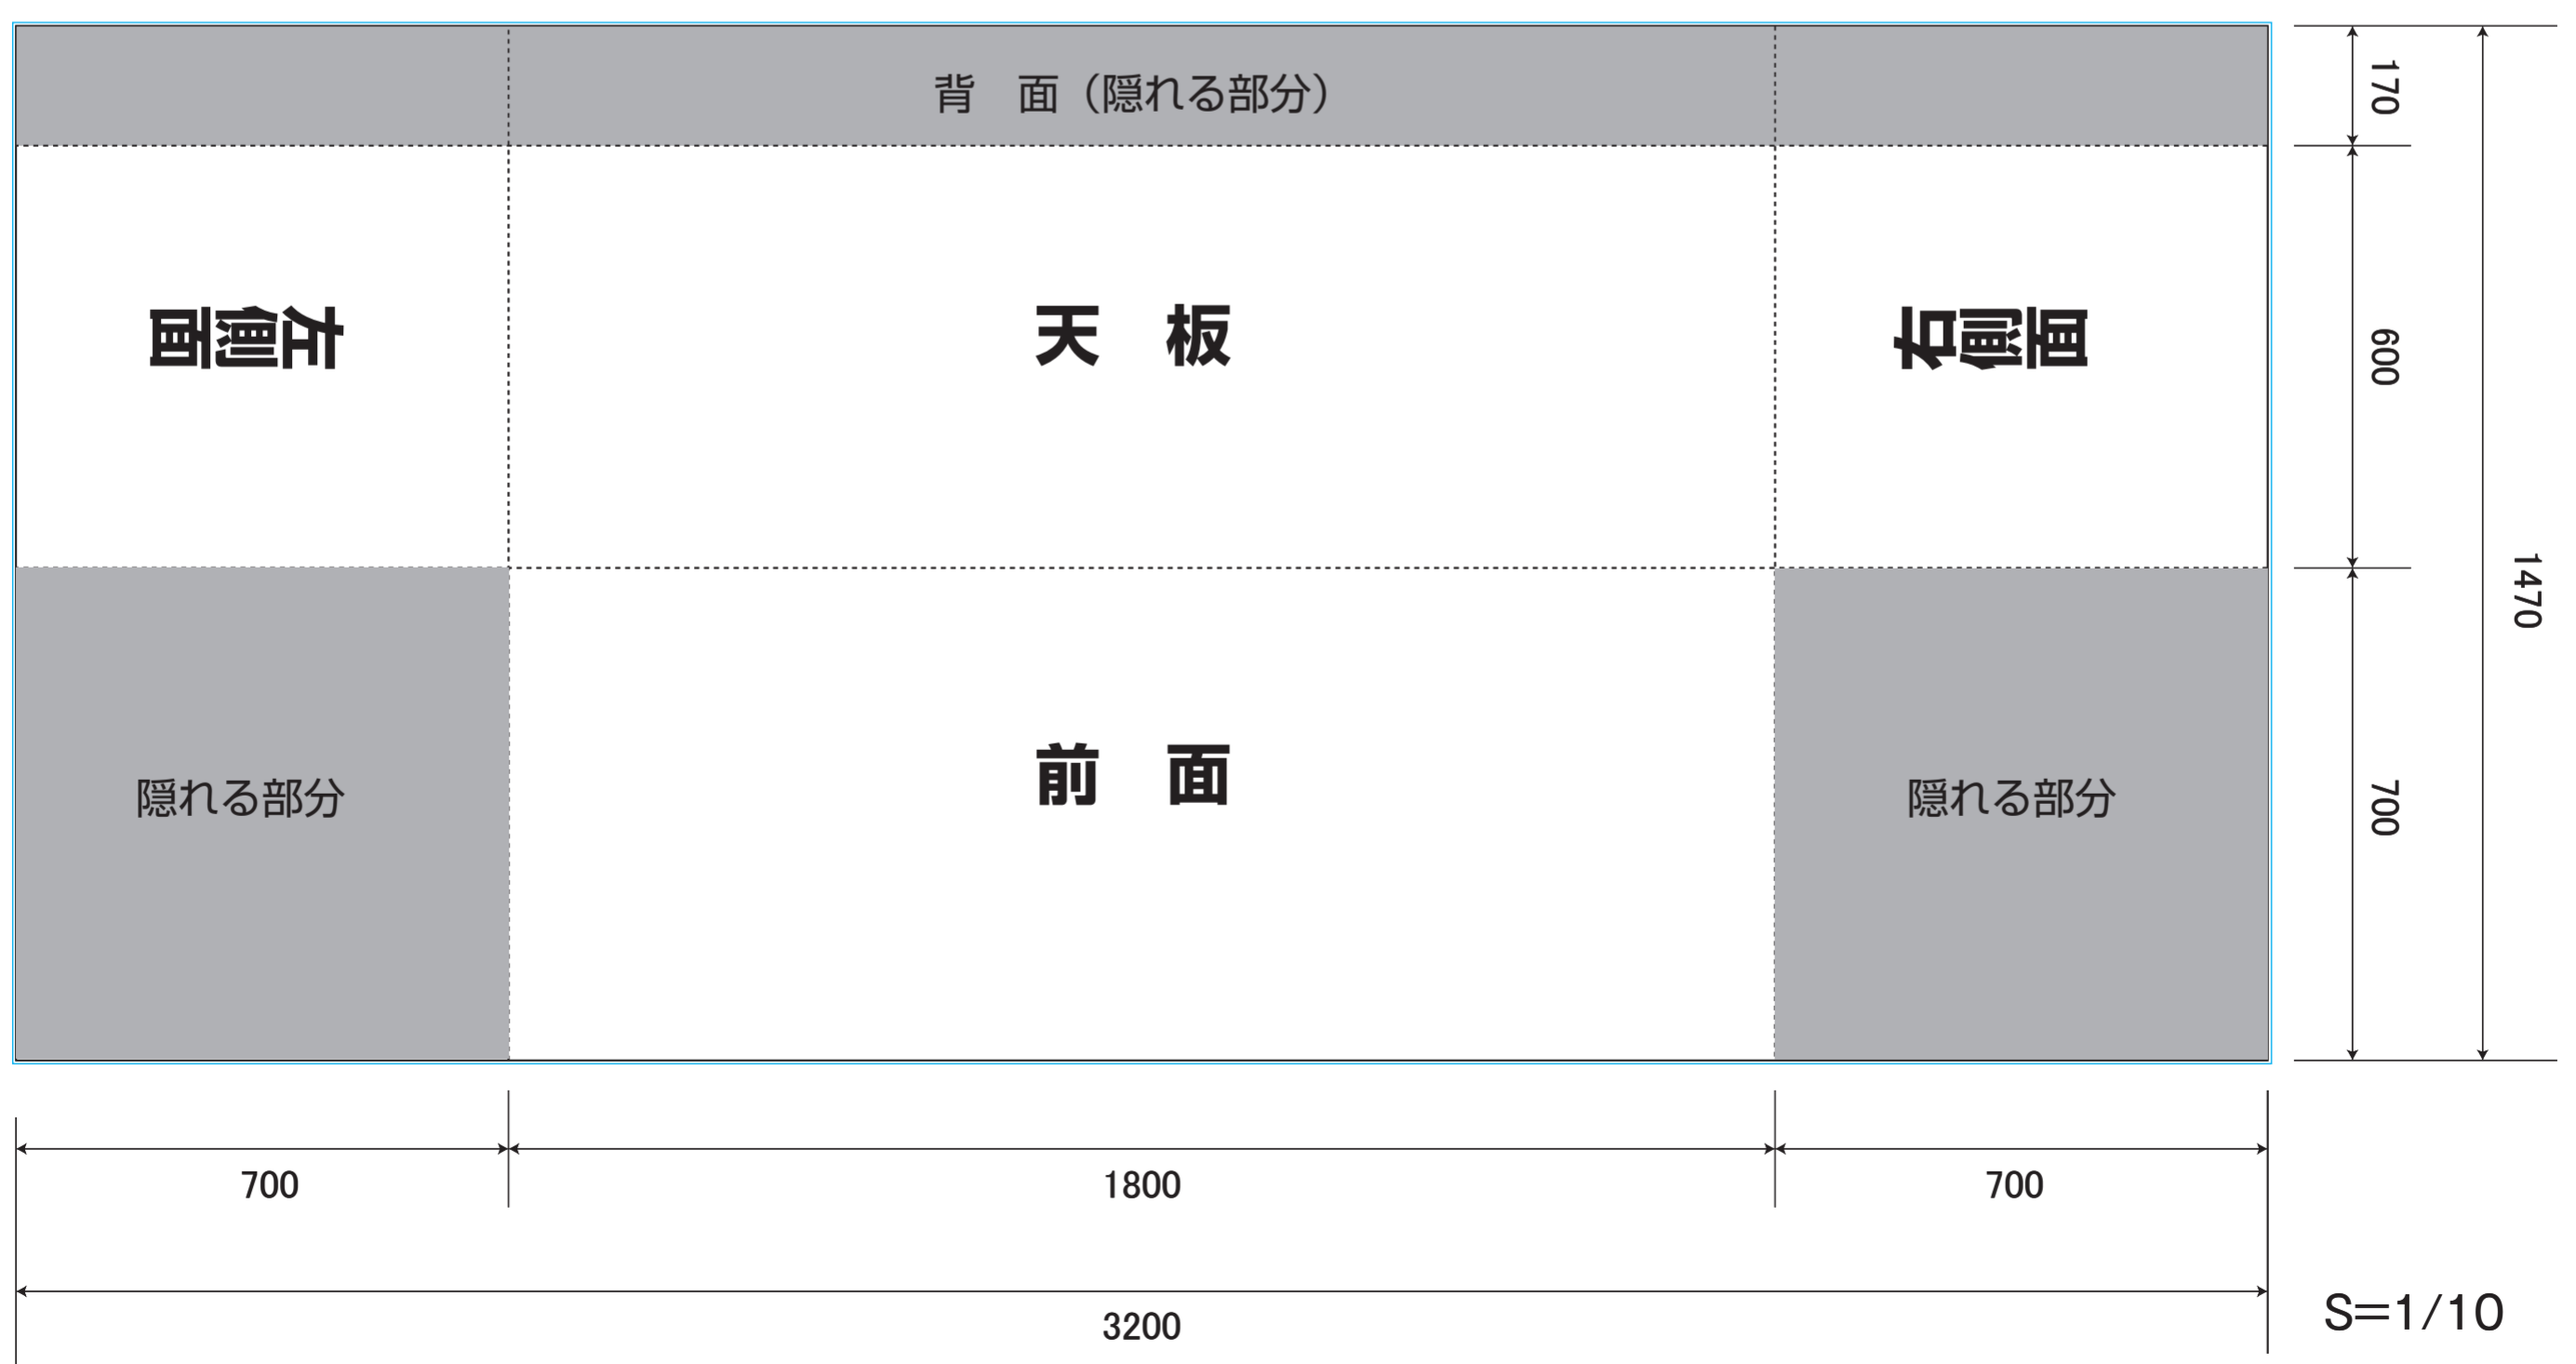 背　面（隠れる部分）
170
左側面
天　板
右側面
600
1470
隠れる部分
前　面
隠れる部分
700
700
1800
700
3200
S=1/10